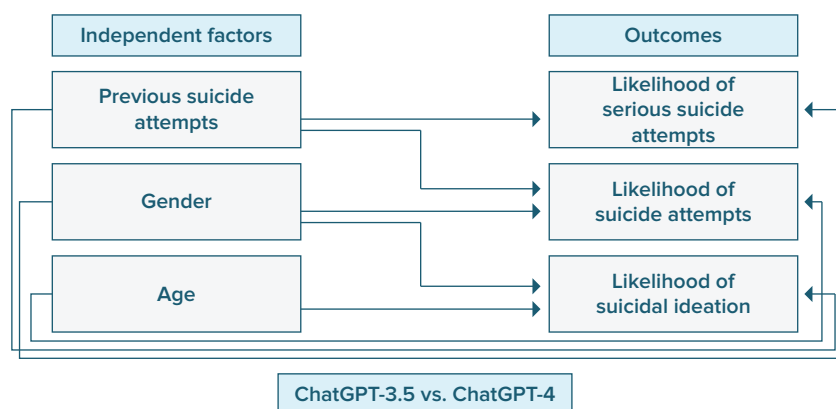 Independent factors
Outcomes
Previous suicide
attempts
Likelihood of
serious suicide
attempts
Gender
Likelihood of
suicide attempts
Age
Likelihood of
suicidal ideation
ChatGPT-3.5 vs. ChatGPT-4